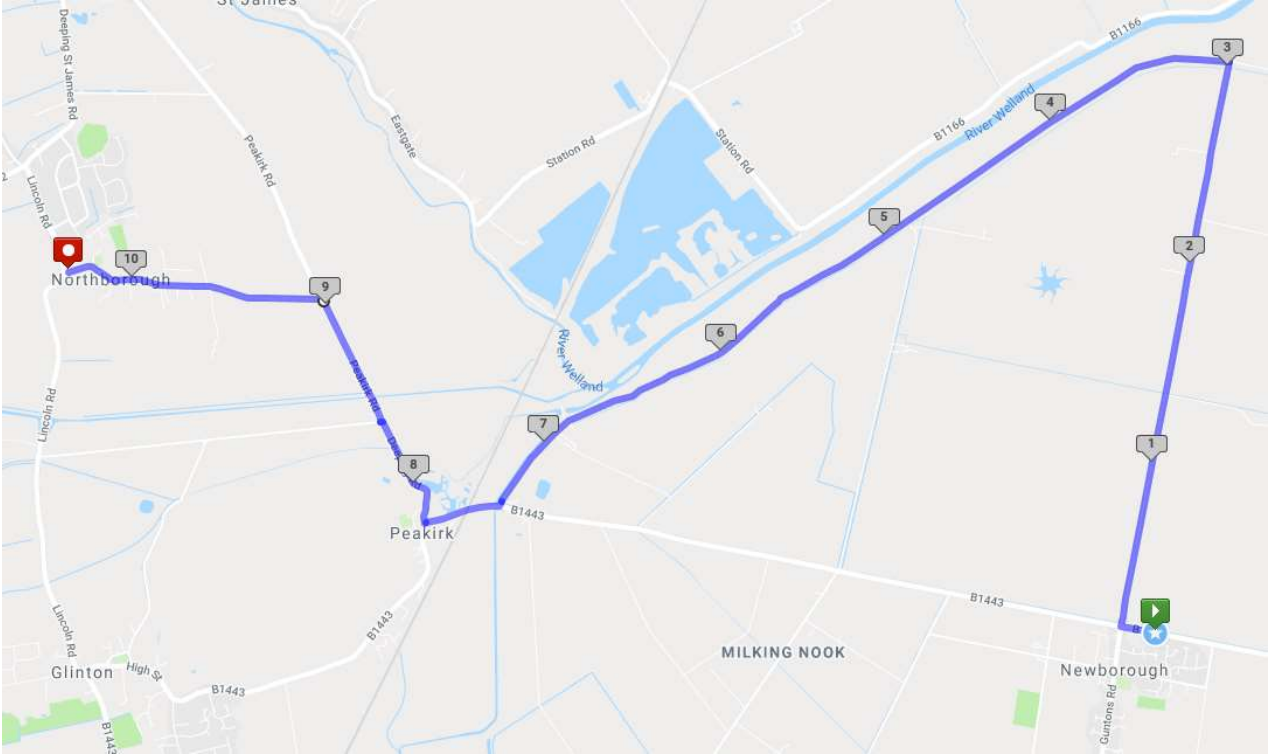 St James
Deeping St James Rd
B1166
3
4
B1166
River Welland
Eastgate
Station Rd
Station Rd
Peakirk Rd
Lincoln Rd
5
2
10
Northborough
9
6
River Welland
Peakirk Rd
Lincoln Rd
7
1
8
B1443
Peakirk
B1443
B1443
MILKING NOOK
Newborough
Lincoln Rd
Glinton
High St
B1443
B1443
Guntons Rd